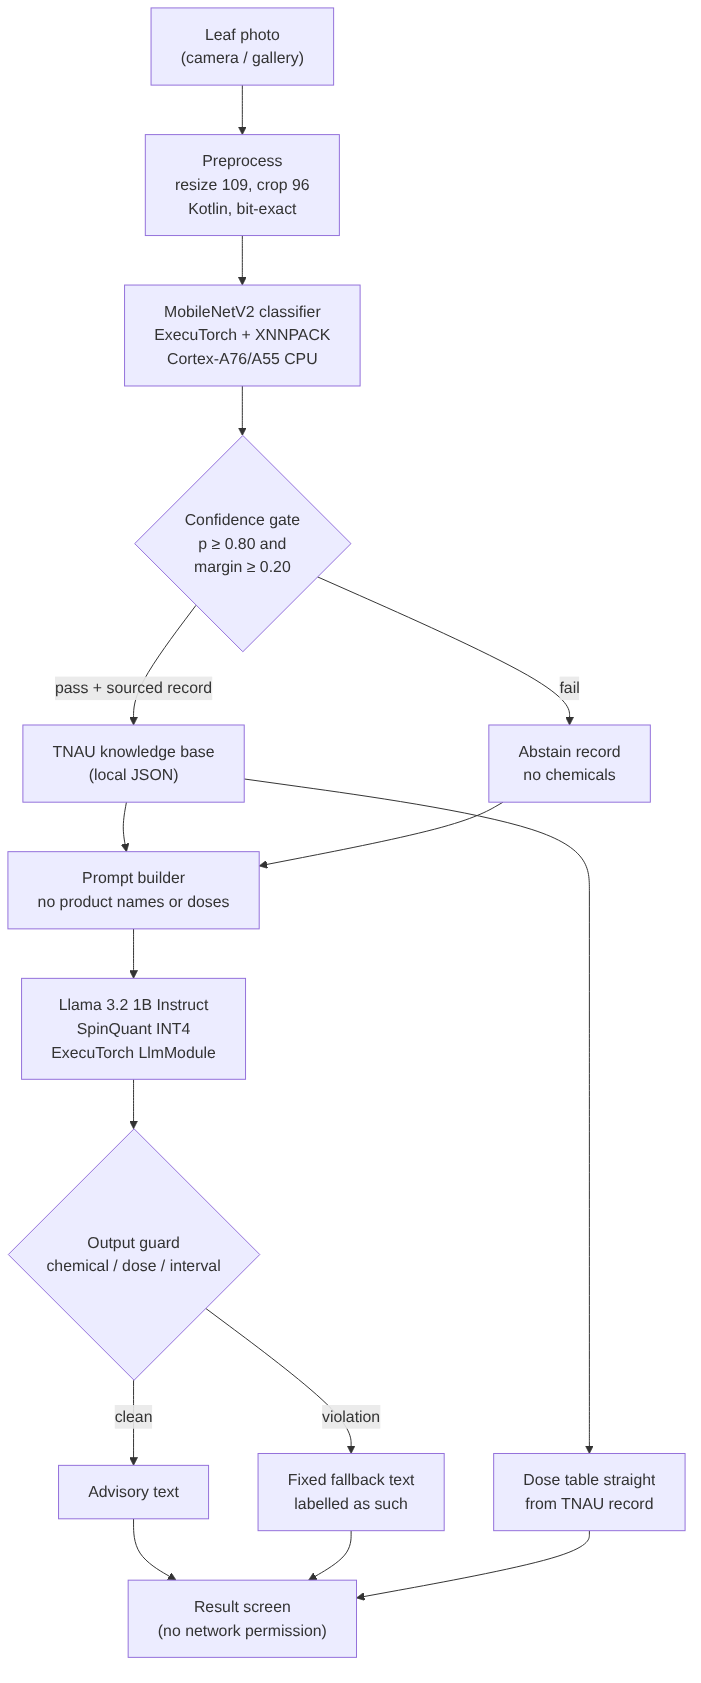 Leaf photo
(camera / gallery)
Preprocess
resize 109, crop 96
Kotlin, bit-exact
MobileNetV2 classifier
ExecuTorch + XNNPACK
Cortex-A76/A55 CPU
Confidence gate
p ≥ 0.80 and
margin ≥ 0.20
pass + sourced record
fail
TNAU knowledge base
(local JSON)
Abstain record
no chemicals
Prompt builder
no product names or doses
Llama 3.2 1B Instruct
SpinQuant INT4
ExecuTorch LlmModule
Output guard
chemical / dose / interval
clean
violation
Advisory text
Fixed fallback text
labelled as such
Dose table straight
from TNAU record
Result screen
(no network permission)